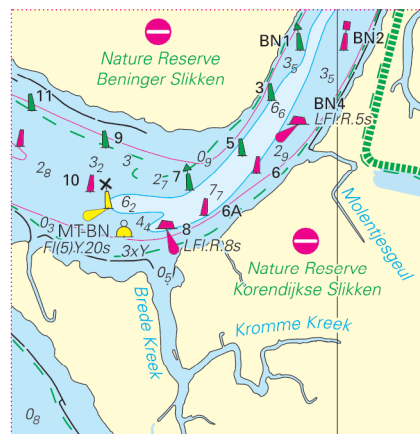 BN1
BN2
Nature Reserve
Beninger Slikken
3₅
3
3₅
6₆
BN4
LFl.R.5s
11
9
5
2₉
3₂
3
0₉
6
2₈
10
2₇
7
Molentjesgeul
6₂
7₇
6A
0₃
MT-BN
4₄
8
Fl(5)Y.20s
3xY
LFl.R.8s
0₅
Nature Reserve
Korendijkse Slikken
Brede Kreek
Kromme Kreek
0₈